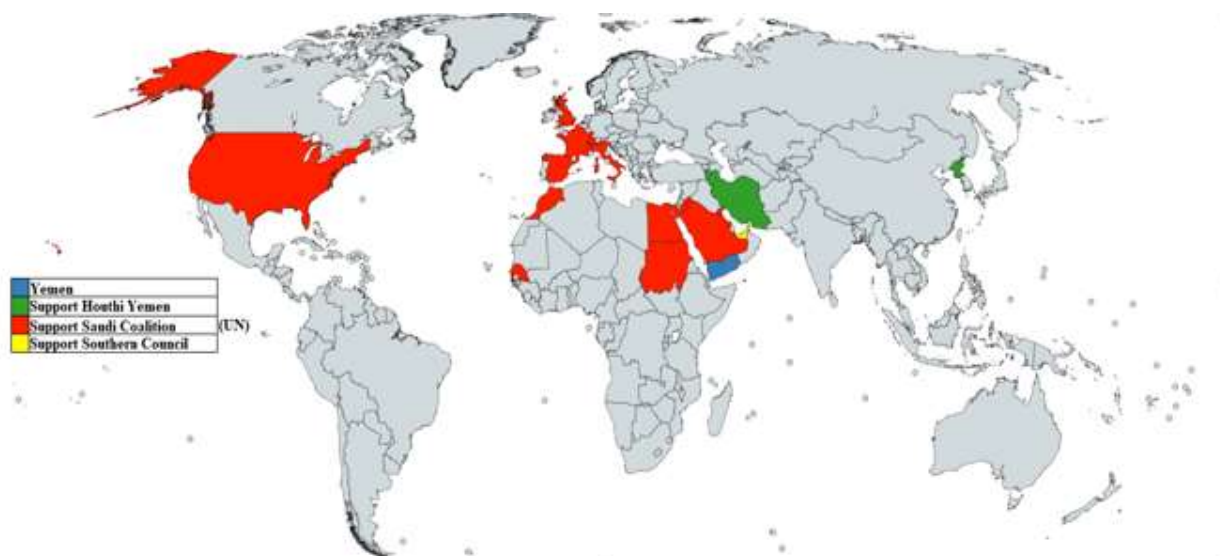 Yemen
Support Houthi Yemen
Support Saudi Coalition (UN)
Support Southern Council